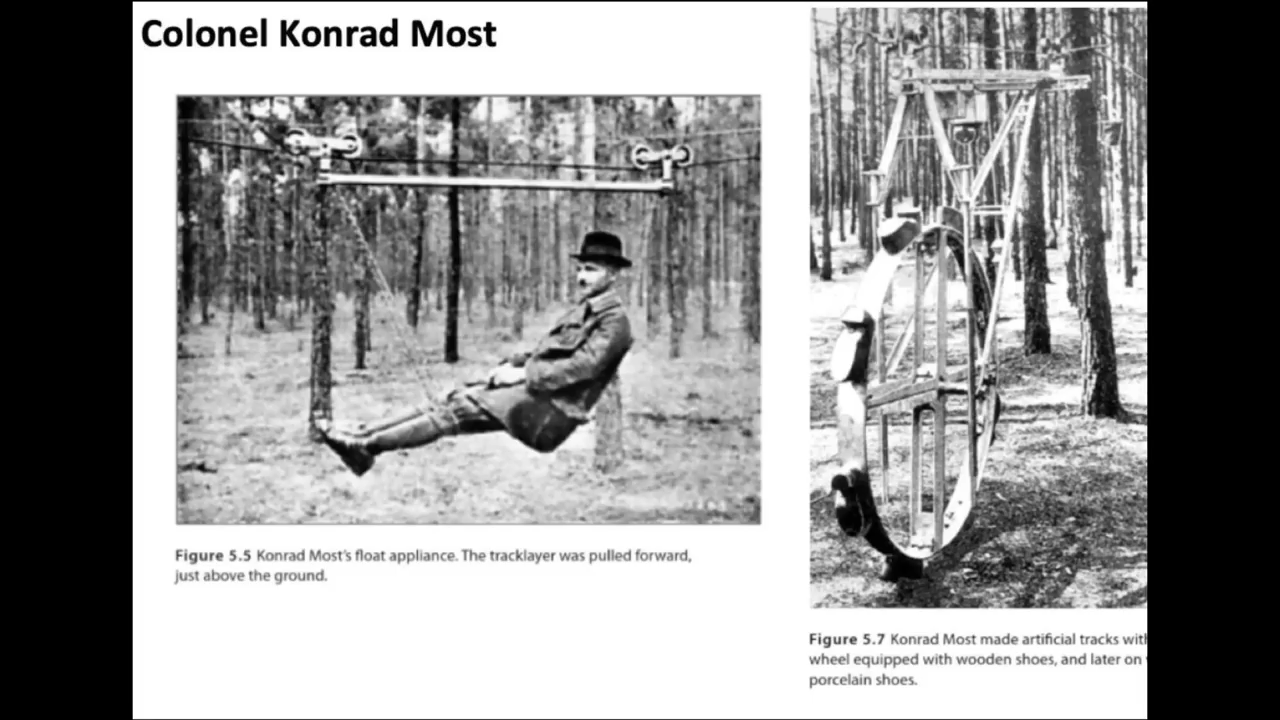 Colonel Konrad Most
Figure 5.5 Konrad Most's float appliance. The tracklayer was pulled forward,
just above the ground.
Figure 5.7 Konrad Most made artificial tracks with
wheel equipped with wooden shoes, and later on
porcelain shoes.